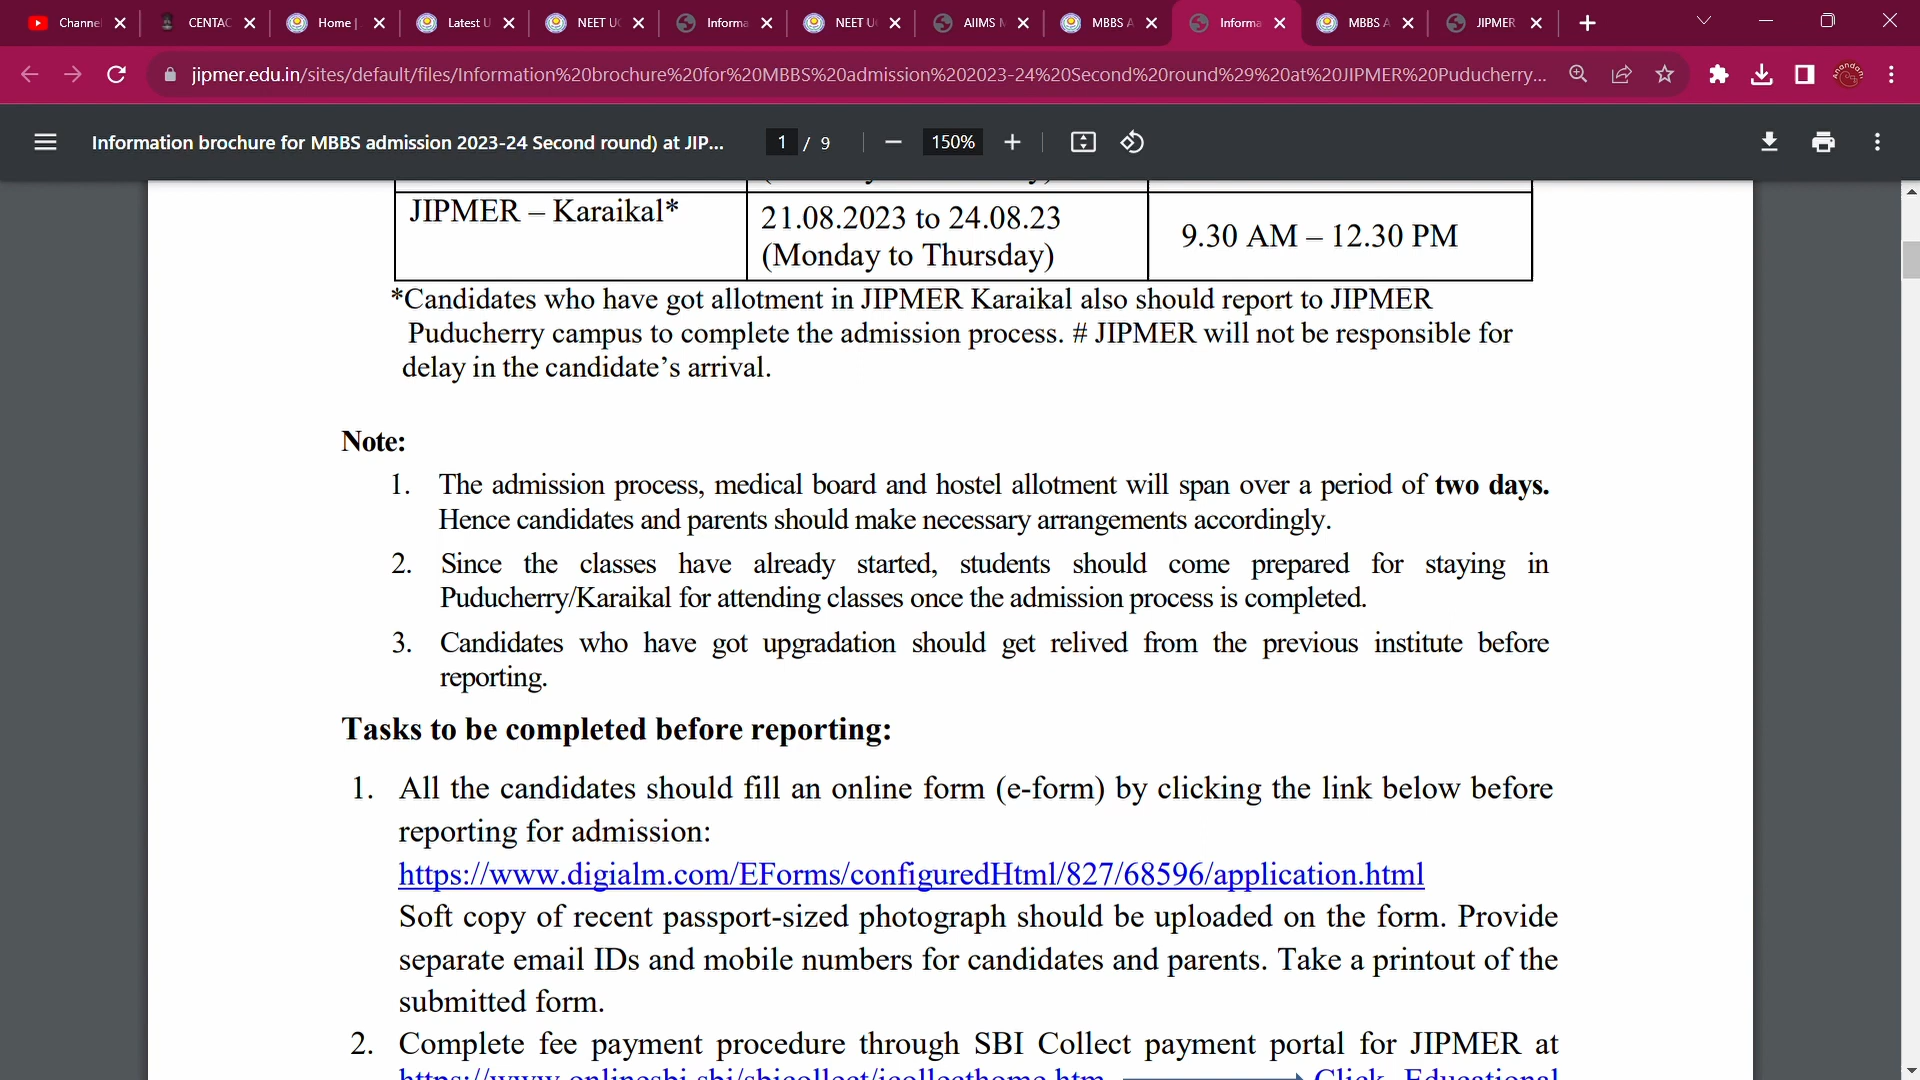 Channe
CENTAC
Home |
Latest U
NEET UG
Informa
NEET UG
AIIMS M
MBBS A
Informa
MBBS A
JIPMER
jipmer.edu.in/sites/default/files/Information%20brochure%20for%20MBBS%20admission%202023-24%20Second%20round%29%20at%20JIPMER%20Puducherry...
Information brochure for MBBS admission 2023-24 Second round) at JIP...
1 / 9
150%
JIPMER – Karaikal*
21.08.2023 to 24.08.23
(Monday to Thursday)
9.30 AM – 12.30 PM
*Candidates who have got allotment in JIPMER Karaikal also should report to JIPMER
Puducherry campus to complete the admission process. # JIPMER will not be responsible for
delay in the candidate’s arrival.
Note:
1. The admission process, medical board and hostel allotment will span over a period of two days.
Hence candidates and parents should make necessary arrangements accordingly.
2. Since the classes have already started, students should come prepared for staying in
Puducherry/Karaikal for attending classes once the admission process is completed.
3. Candidates who have got upgradation should get relived from the previous institute before
reporting.
Tasks to be completed before reporting:
1. All the candidates should fill an online form (e-form) by clicking the link below before
reporting for admission:
https://www.digialm.com/EForms/configuredHtml/827/68596/application.html
Soft copy of recent passport-sized photograph should be uploaded on the form. Provide
separate email IDs and mobile numbers for candidates and parents. Take a printout of the
submitted form.
2. Complete fee payment procedure through SBI Collect payment portal for JIPMER at
https://www.onlinesbi.sbi/sbicollect/icollecthome.htm Click Educational